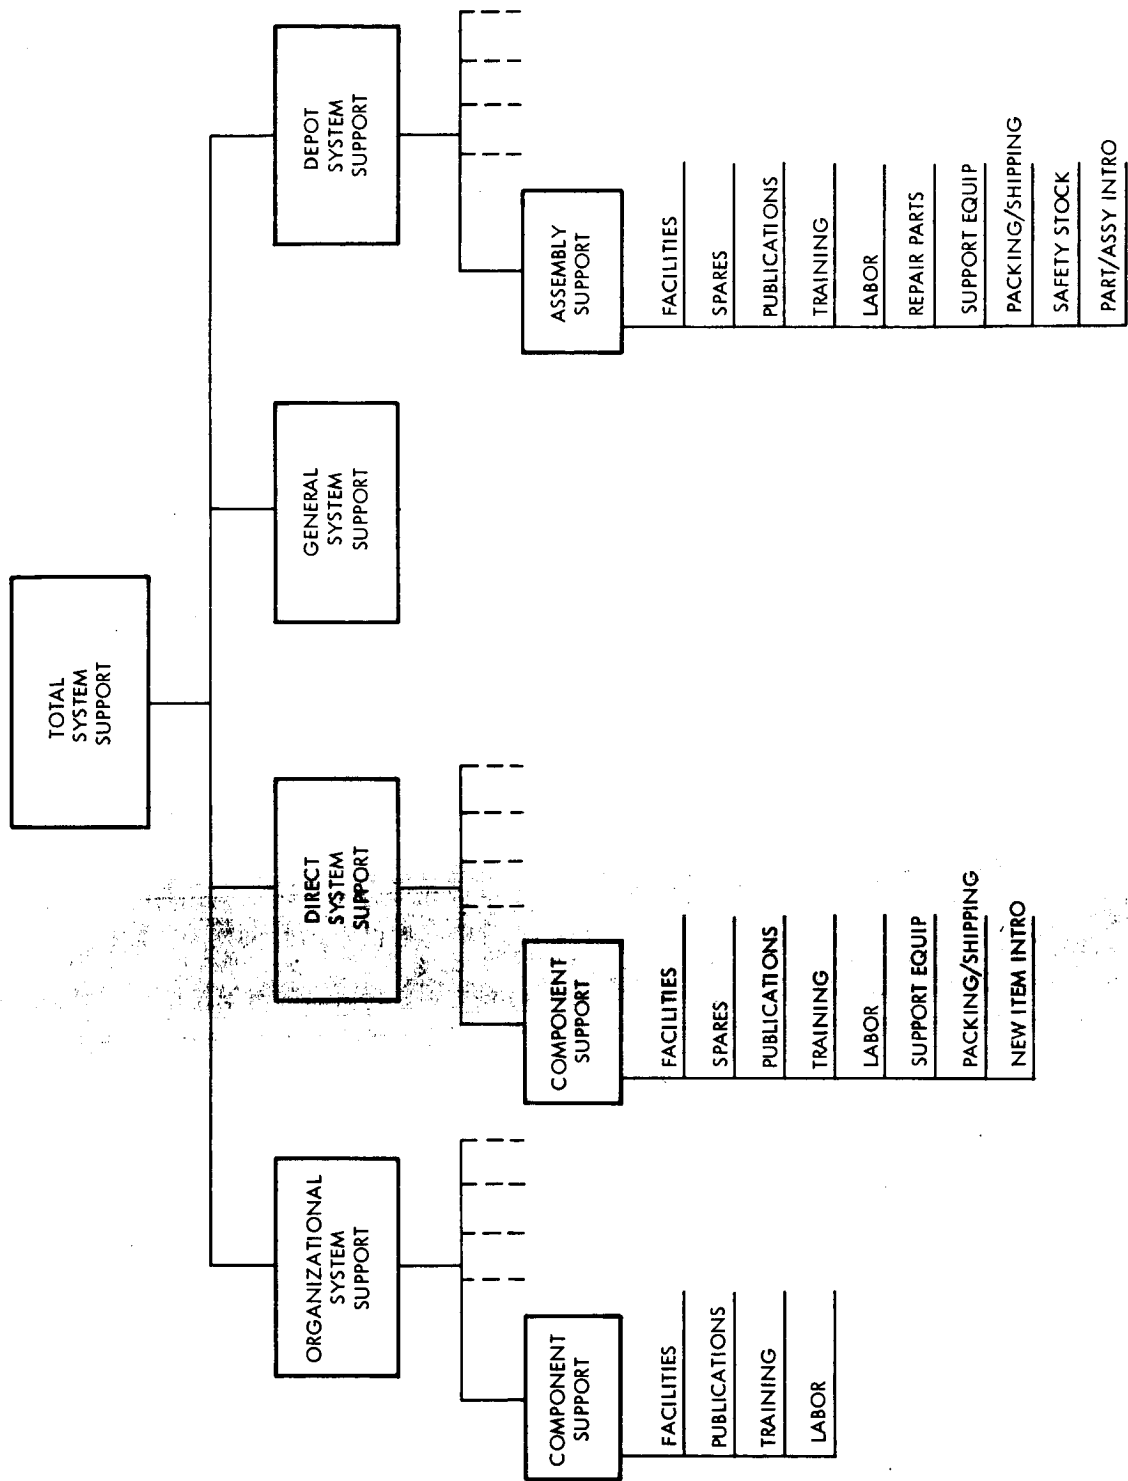 TOTAL
SYSTEM
SUPPORT
ORGANIZATIONAL
SYSTEM
SUPPORT
DIRECT
SYSTEM
SUPPORT
GENERAL
SYSTEM
SUPPORT
DEPOT
SYSTEM
SUPPORT
COMPONENT
SUPPORT
FACILITIES
PUBLICATIONS
TRAINING
LABOR
COMPONENT
SUPPORT
FACILITIES
SPARES
PUBLICATIONS
TRAINING
LABOR
SUPPORT EQUIP
PACKING/SHIPPING
NEW ITEM INTRO
ASSEMBLY
SUPPORT
FACILITIES
SPARES
PUBLICATIONS
TRAINING
LABOR
REPAIR PARTS
SUPPORT EQUIP
PACKING/SHIPPING
SAFETY STOCK
PART/ASSY INTRO